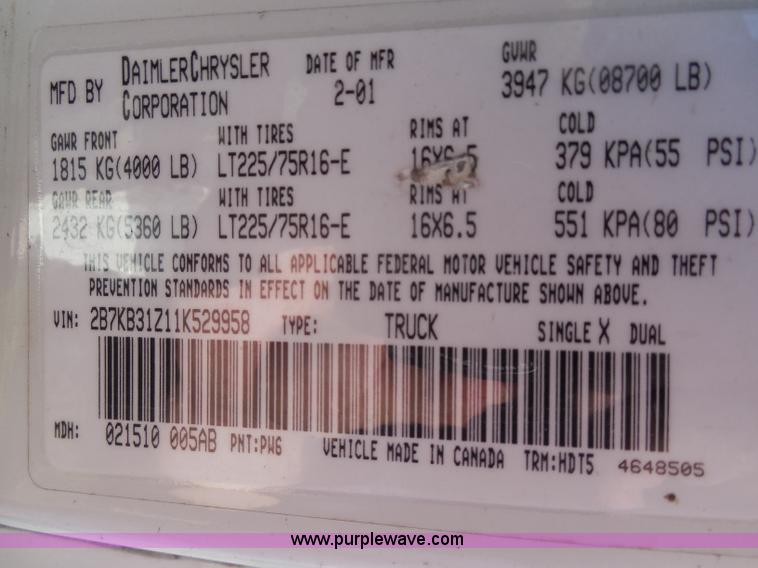 MFD BY DAIMLERCHRYSLER CORPORATION DATE OF MFR 2-01 GVWR 3947 KG(08700 LB)
GAWR FRONT WITH TIRES RIMS AT COLD
1815 KG(4000 LB) LT225/75R16-E 16X6.5 379 KPA(55 PSI)
GAWR REAR WITH TIRES RIMS AT COLD
2432 KG(5360 LB) LT225/75R16-E 16X6.5 551 KPA(80 PSI)
THIS VEHICLE CONFORMS TO ALL APPLICABLE FEDERAL MOTOR VEHICLE SAFETY AND THEFT
PREVENTION STANDARDS IN EFFECT ON THE DATE OF MANUFACTURE SHOWN ABOVE.
VIN: 2B7KB31Z11K529958 TYPE: TRUCK SINGLE X DUAL
MDH: 021510 005AB PNT:PW6 VEHICLE MADE IN CANADA TRM:HDT5 4648505
www.purplewave.com